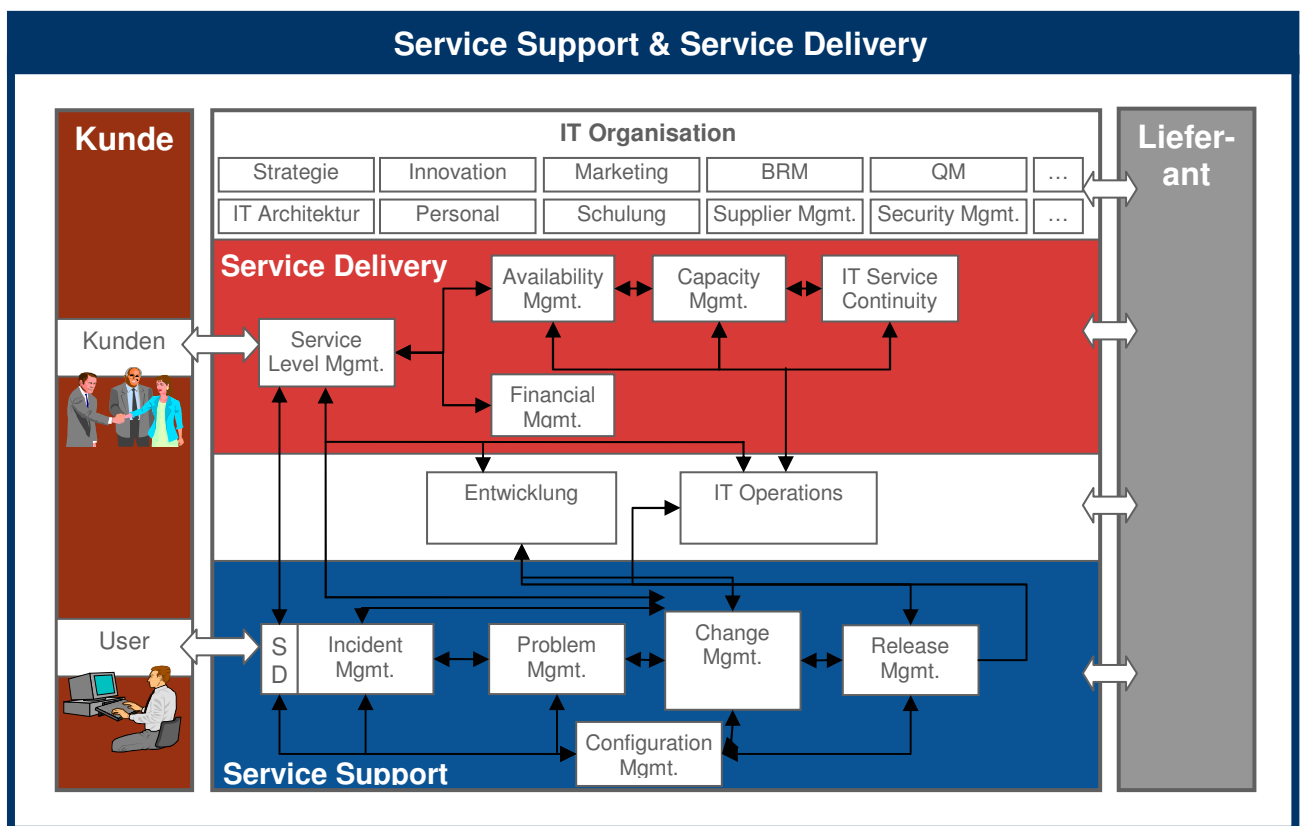 Service Support & Service Delivery
Kunde
IT Organisation
Liefer-
ant
Strategie
Innovation
Marketing
BRM
QM
...
IT Architektur
Personal
Schulung
Supplier Mgmt.
Security Mgmt.
...
Service Delivery
Availability
Mgmt.
Capacity
Mgmt.
IT Service
Continuity
Kunden
Service
Level Mgmt.
Financial
Mgmt.
Entwicklung
IT Operations
User
S
D
Incident
Mgmt.
Problem
Mgmt.
Change
Mgmt.
Release
Mgmt.
Configuration
Mgmt.
Service Support